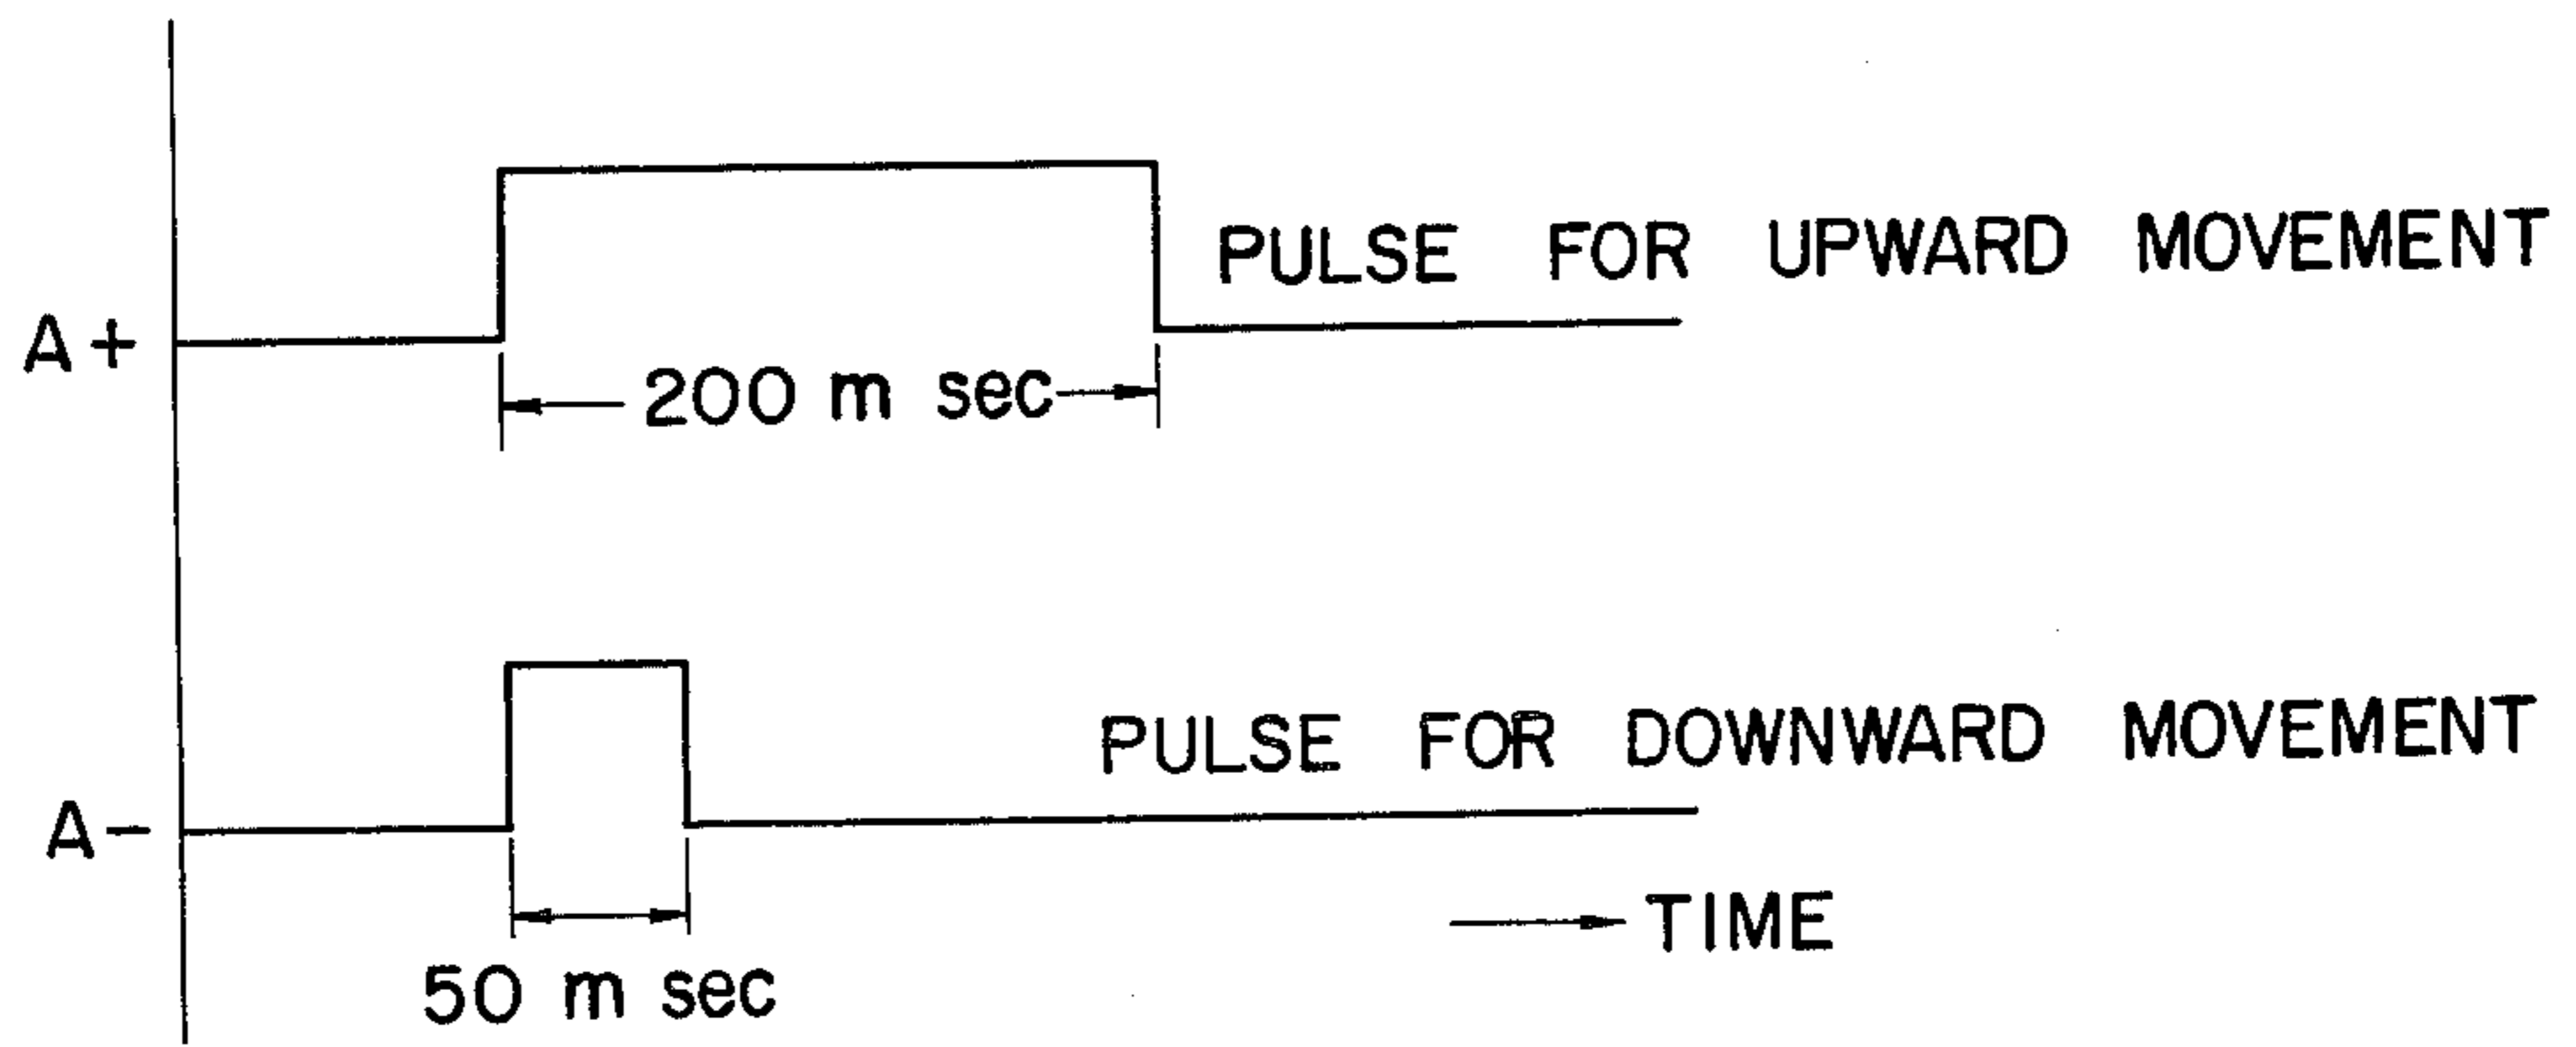 PULSE FOR UPWARD MOVEMENT
A+
200 m sec
PULSE FOR DOWNWARD MOVEMENT
A-
TIME
50 m sec